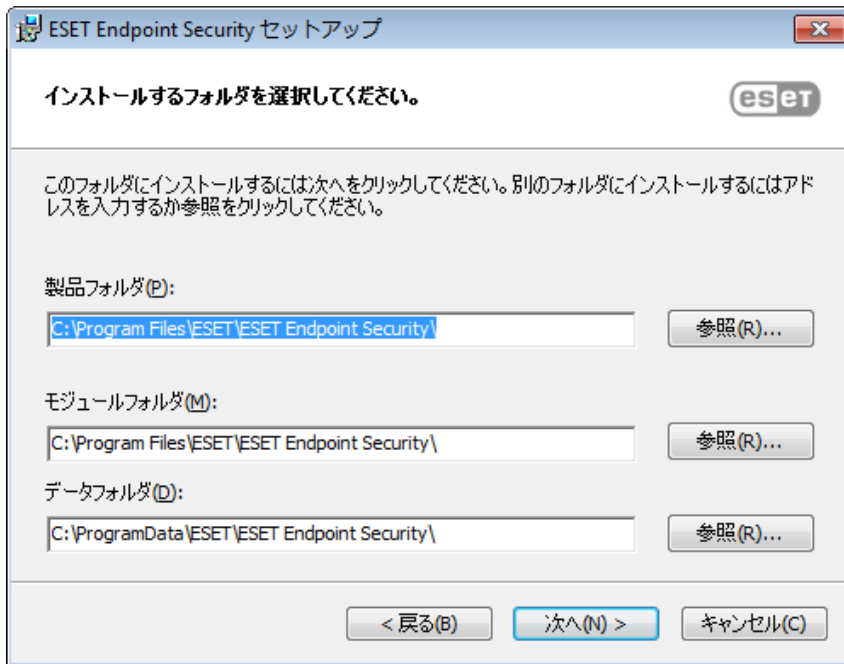 ESET Endpoint Security セットアップ
インストールするフォルダを選択してください。
eseT
このフォルダにインストールするには次へをクリックしてください。別のフォルダにインストールするにはアド
レスを入力するか参照をクリックしてください。
製品フォルダ(P):
C:\Program Files\ESET\ESET Endpoint Security\
参照(R)...
モジュールフォルダ(M):
C:\Program Files\ESET\ESET Endpoint Security\
参照(R)...
データフォルダ(D):
C:\ProgramData\ESET\ESET Endpoint Security\
参照(R)...
< 戻る(B)
次へ(N) >
キャンセル(C)